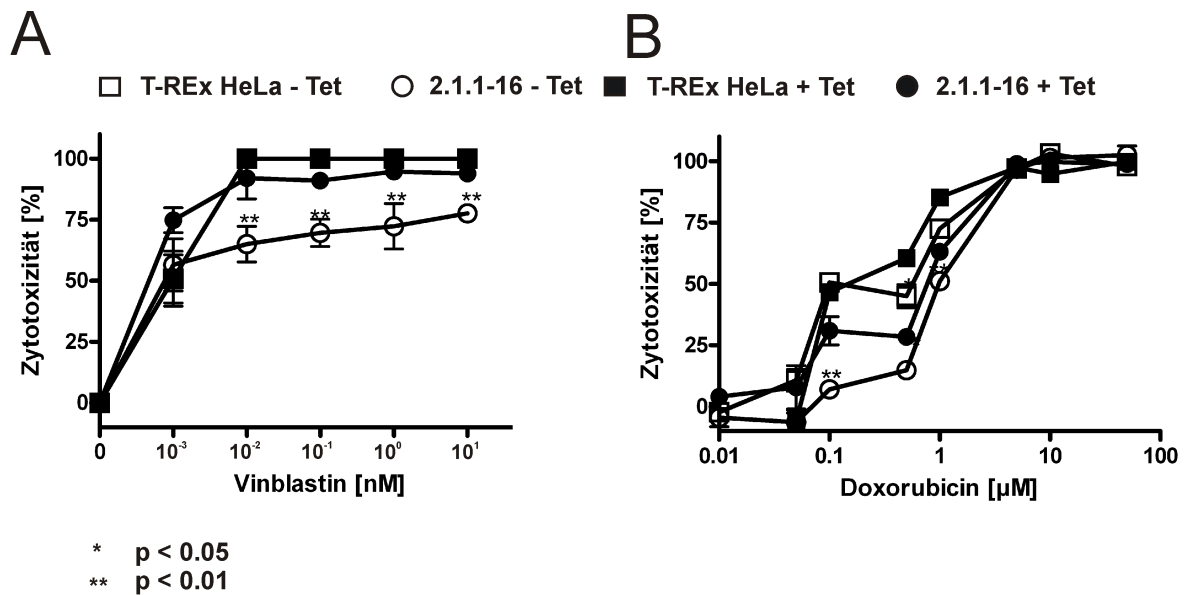 A
B
T-REx HeLa - Tet 2.1.1-16 - Tet T-REx HeLa + Tet 2.1.1-16 + Tet
Zytotoxizität [%]
100
75
50
25
0
** ** ** **
0 10⁻³ 10⁻² 10⁻¹ 10⁰ 10¹
Vinblastin [nM]
Zytotoxizität [%]
100
75
50
25
0
*
**
**
0.01 0.1 1 10 100
Doxorubicin [µM]
* p < 0.05
** p < 0.01